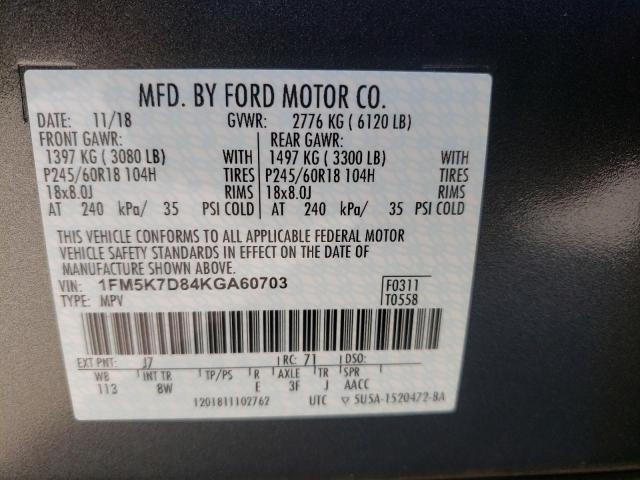 MFD. BY FORD MOTOR CO.
DATE: 11/18 GVWR: 2776 KG ( 6120 LB)
FRONT GAWR: REAR GAWR:
1397 KG ( 3080 LB) WITH 1497 KG ( 3300 LB) WITH
P245/60R18 104H TIRES P245/60R18 104H TIRES
18x8.0J RIMS 18x8.0J RIMS
AT 240 kPa/ 35 PSI COLD AT 240 kPa/ 35 PSI COLD
THIS VEHICLE CONFORMS TO ALL APPLICABLE FEDERAL MOTOR
VEHICLE SAFETY STANDARDS IN EFFECT ON THE DATE OF
MANUFACTURE SHOWN ABOVE.
VIN: 1FM5K7D84KGA60703 F0311
TYPE: MPV T0558
EXT PNT: J7 RC: 71 DSO:
WB INT TR TP/PS R AXLE TR SPR
113 8W E 3F J AACC
1201811102762 UTC ▽ 5U5A-1520472-BA